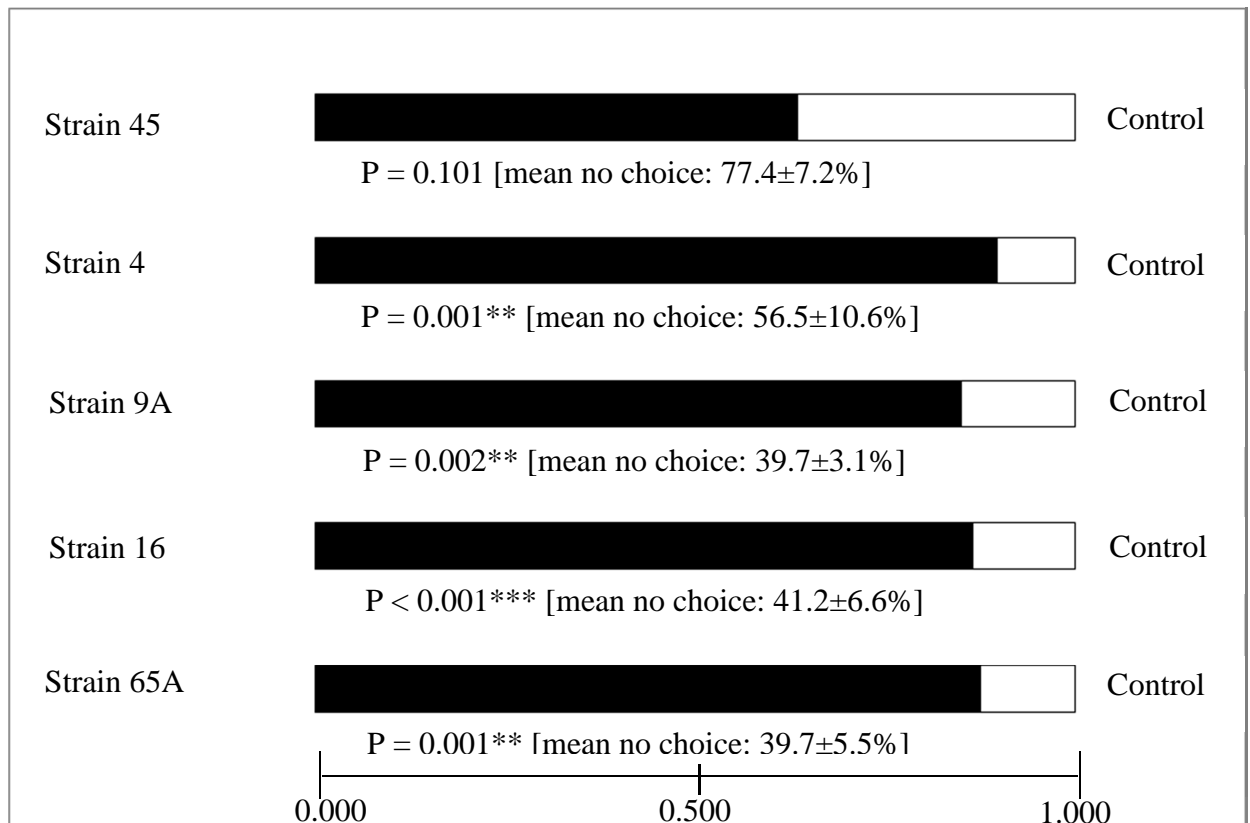 Strain 45 Control
P = 0.101 [mean no choice: 77.4±7.2%]
Strain 4 Control
P = 0.001** [mean no choice: 56.5±10.6%]
Strain 9A Control
P = 0.002** [mean no choice: 39.7±3.1%]
Strain 16 Control
P < 0.001*** [mean no choice: 41.2±6.6%]
Strain 65A Control
P = 0.001** [mean no choice: 39.7±5.5%]
0.000 0.500 1.000